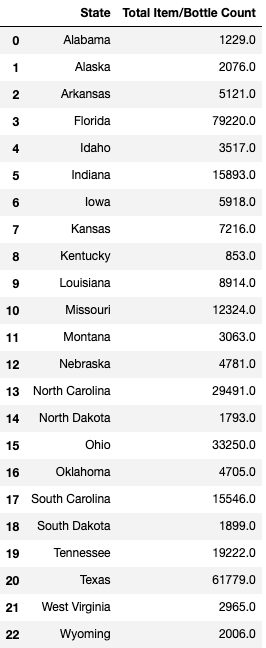 State Total Item/Bottle Count
0 Alabama 1229.0
1 Alaska 2076.0
2 Arkansas 5121.0
3 Florida 79220.0
4 Idaho 3517.0
5 Indiana 15893.0
6 Iowa 5918.0
7 Kansas 7216.0
8 Kentucky 853.0
9 Louisiana 8914.0
10 Missouri 12324.0
11 Montana 3063.0
12 Nebraska 4781.0
13 North Carolina 29491.0
14 North Dakota 1793.0
15 Ohio 33250.0
16 Oklahoma 4705.0
17 South Carolina 15546.0
18 South Dakota 1899.0
19 Tennessee 19222.0
20 Texas 61779.0
21 West Virginia 2965.0
22 Wyoming 2006.0